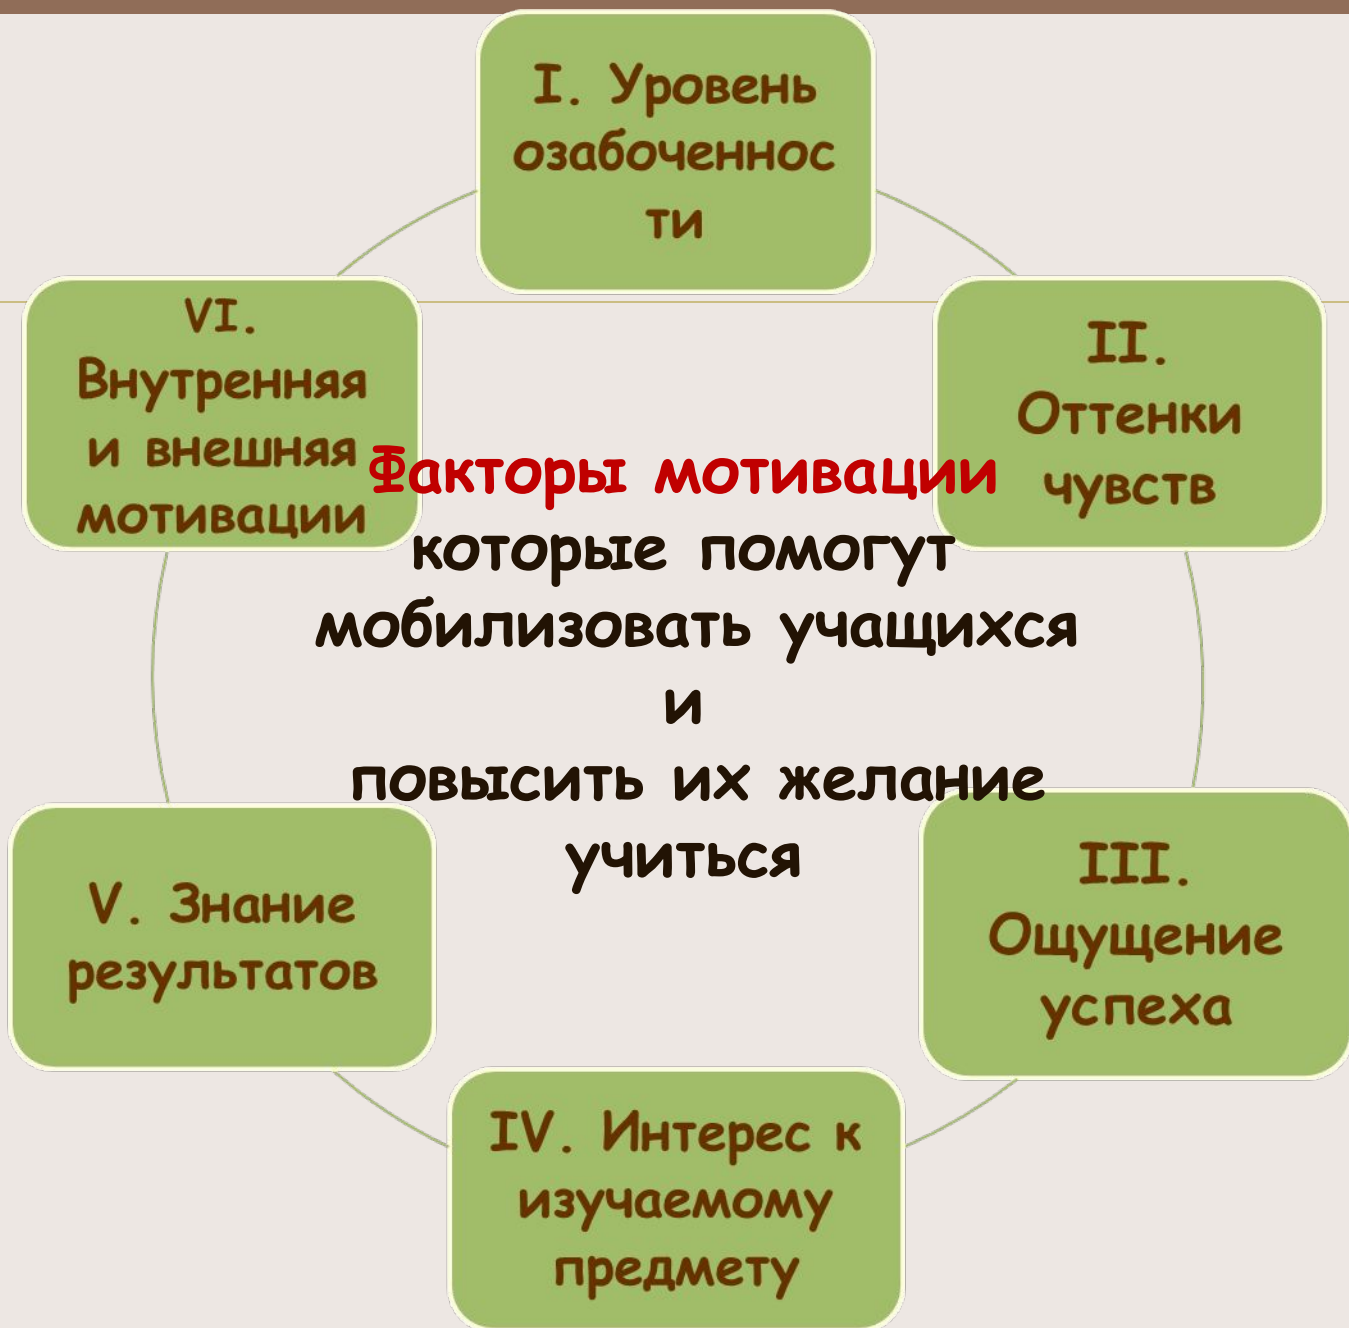 I. Уровень
озабоченнос
ти
II.
Оттенки
чувств
III.
Ощущение
успеха
IV. Интерес к
изучаемому
предмету
V. Знание
результатов
VI.
Внутренняя
и внешняя
мотивации
Факторы мотивации
которые помогут
мобилизовать учащихся
и
повысить их желание
учиться